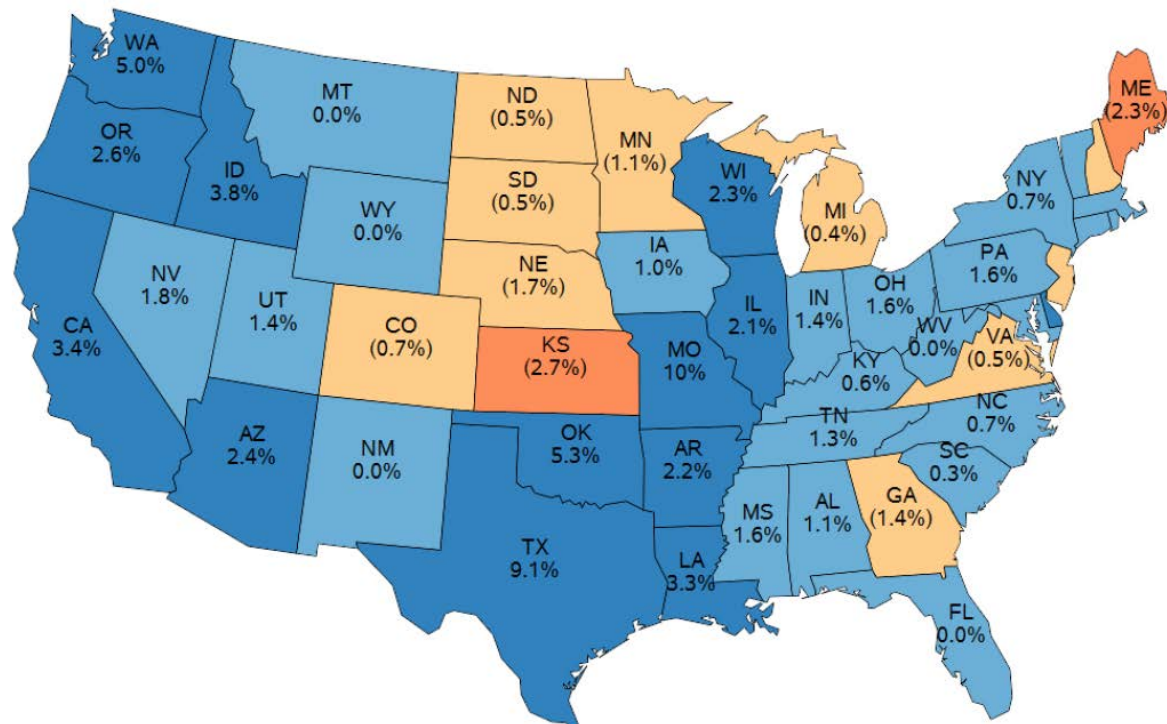 WA
5.0%
MT
0.0%
ND
(0.5%)
MN
(1.1%)
ME
(2.3%)
OR
2.6%
ID
3.8%
SD
(0.5%)
WI
2.3%
MI
(0.4%)
NY
0.7%
WY
0.0%
IA
1.0%
PA
1.6%
NE
(1.7%)
NV
1.8%
UT
1.4%
CO
(0.7%)
IL
2.1%
IN
1.4%
OH
1.6%
WV
0.0%
VA
(0.5%)
CA
3.4%
KS
(2.7%)
MO
10%
KY
0.6%
NC
0.7%
TN
1.3%
AZ
2.4%
NM
0.0%
OK
5.3%
AR
2.2%
SC
0.3%
MS
1.6%
AL
1.1%
GA
(1.4%)
TX
9.1%
LA
3.3%
FL
0.0%